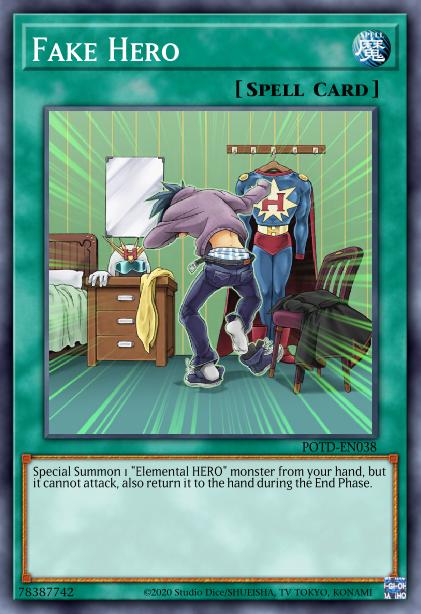 Fake Hero
SPELL
魔
[Spell Card]
H
POTD-EN038
Special Summon 1 "Elemental HERO" monster from your hand, but
it cannot attack, also return it to the hand during the End Phase.
78387742
©2020 Studio Dice/SHUEISHA, TV TOKYO, KONAMI